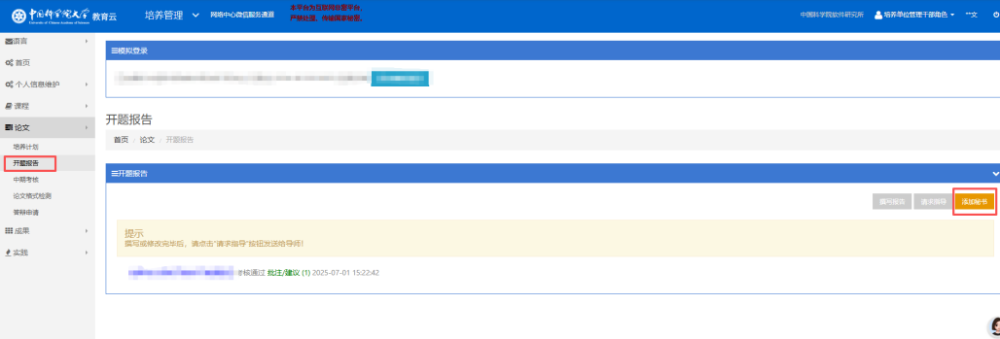 中国科学院大学 教育云
University of Chinese Academy of Sciences
培养管理
网络中心微信服务通道
本平台为互联网非密平台,
严禁处理、传输国家秘密。
中国科学院软件研究所
培养单位管理干部角色
**文
语言
首页
个人信息维护
课程
论文
培养计划
开题报告
中期考核
论文格式检测
答辩申请
成果
实践
模拟登录
开题报告
首页 / 论文 / 开题报告
开题报告
撰写报告
请求指导
添加秘书
提示
撰写或修改完毕后,请点击"请求指导"按钮发送给导师!
核通过 批注/建议 (1) 2025-07-01 15:22:42